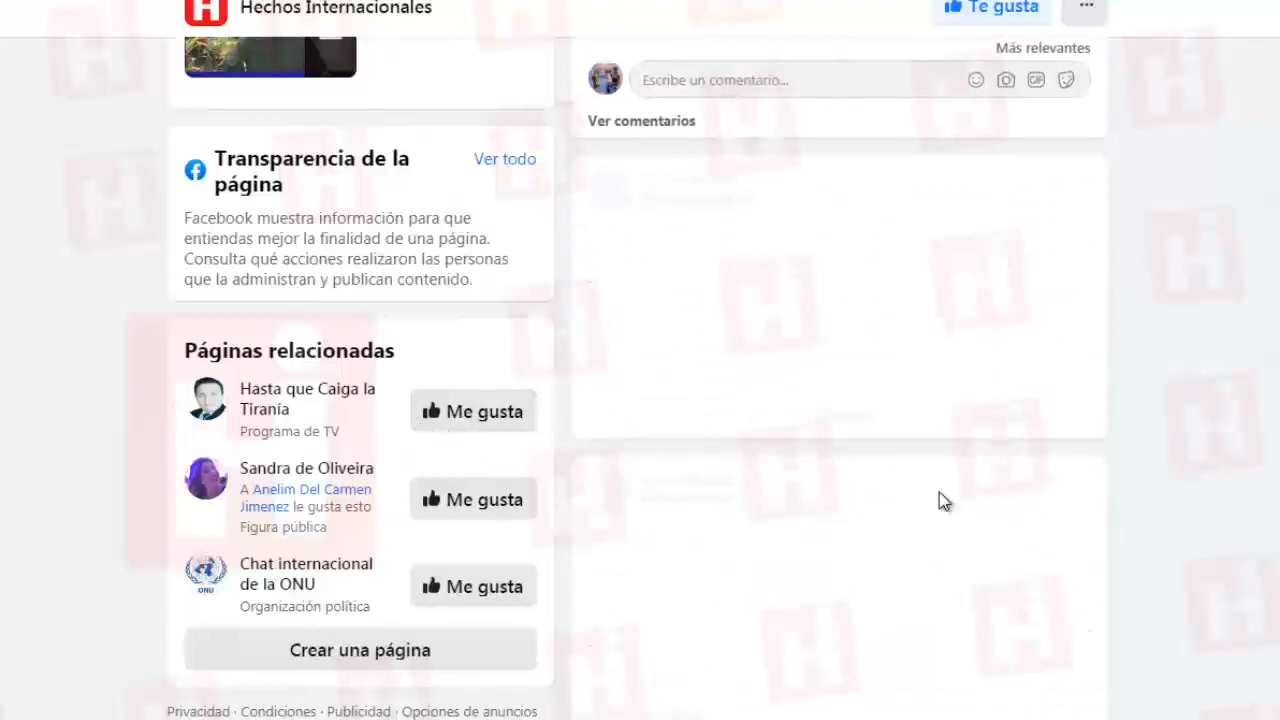 Hechos Internacionales
Te gusta
Más relevantes
Escribe un comentario...
GIF
Ver comentarios
Transparencia de la
página
Ver todo
Facebook muestra información para que
entiendas mejor la finalidad de una página.
Consulta qué acciones realizaron las personas
que la administran y publican contenido.
Páginas relacionadas
Hasta que Caiga la
Tiranía
Programa de TV
Me gusta
Sandra de Oliveira
A Anelim Del Carmen
Jimenez le gusta esto
Figura pública
Me gusta
Chat internacional
de la ONU
Organización política
ONU
Me gusta
Crear una página
Privacidad · Condiciones · Publicidad · Opciones de anuncios